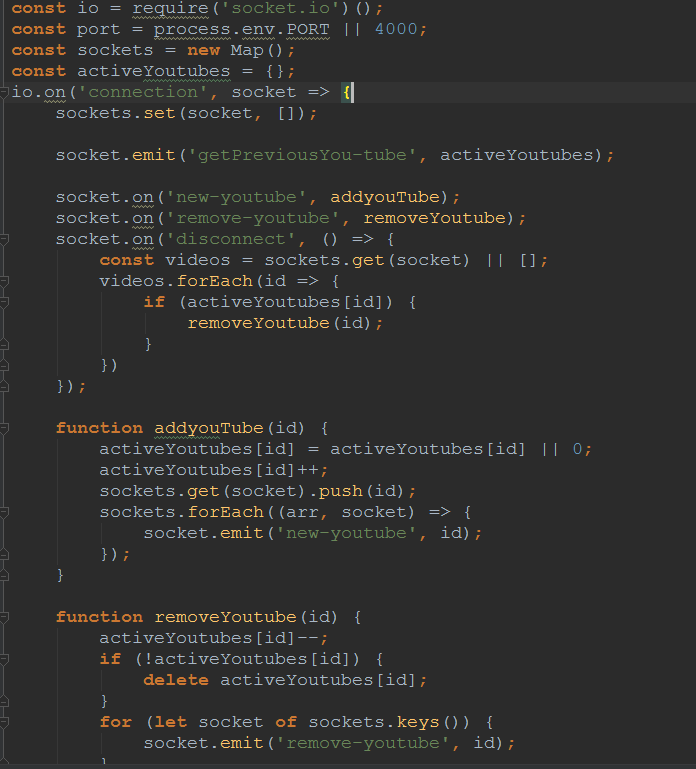 const io = require('socket.io')();
const port = process.env.PORT || 4000;
const sockets = new Map();
const activeYoutubes = {};
io.on('connection', socket => {
    sockets.set(socket, []);

    socket.emit('getPreviousYou-tube', activeYoutubes);

    socket.on('new-youtube', addyouTube);
    socket.on('remove-youtube', removeYoutube);
    socket.on('disconnect', () => {
        const videos = sockets.get(socket) || [];
        videos.forEach(id => {
            if (activeYoutubes[id]) {
                removeYoutube(id);
            }
        })
    });

    function addyouTube(id) {
        activeYoutubes[id] = activeYoutubes[id] || 0;
        activeYoutubes[id]++;
        sockets.get(socket).push(id);
        sockets.forEach((arr, socket) => {
            socket.emit('new-youtube', id);
        });
    }

    function removeYoutube(id) {
        activeYoutubes[id]--;
        if (!activeYoutubes[id]) {
            delete activeYoutubes[id];
        }
        for (let socket of sockets.keys()) {
            socket.emit('remove-youtube', id);
        }